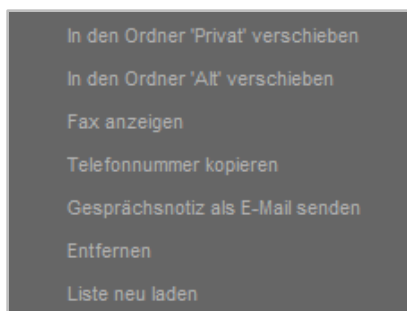 In den Ordner 'Privat' verschieben
In den Ordner 'Alt' verschieben
Fax anzeigen
Telefonnummer kopieren
Gesprächsnotiz als E-Mail senden
Entfernen
Liste neu laden